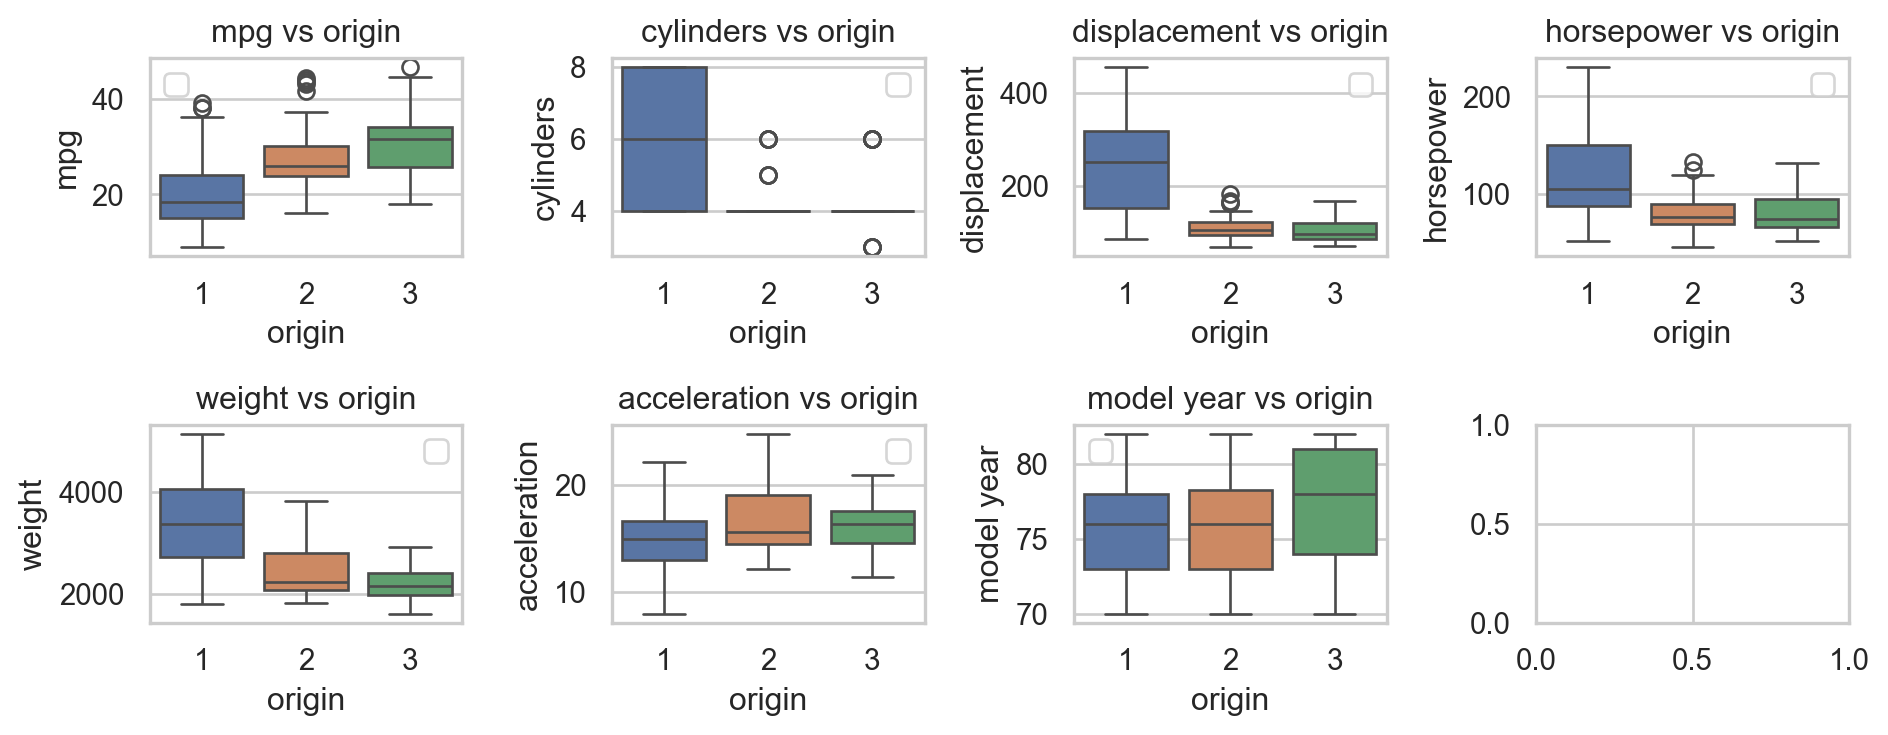 mpg vs origin
mpg
40
20
1 2 3
origin
cylinders vs origin
cylinders
8
6
4
1 2 3
origin
displacement vs origin
displacement
400
200
1 2 3
origin
horsepower vs origin
horsepower
200
100
1 2 3
origin
weight vs origin
weight
4000
2000
1 2 3
origin
acceleration vs origin
acceleration
20
10
1 2 3
origin
model year vs origin
model year
80
75
70
1 2 3
origin
1.0
0.5
0.0
0.0 0.5 1.0